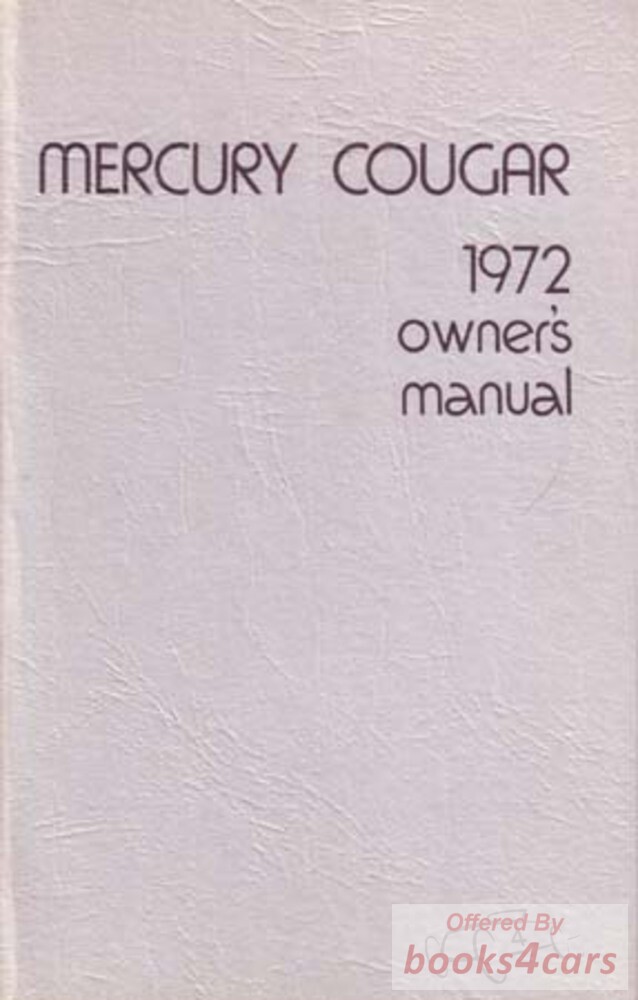 MERCURY COUGAR
1972
owner's
manual
Offered By
books4cars